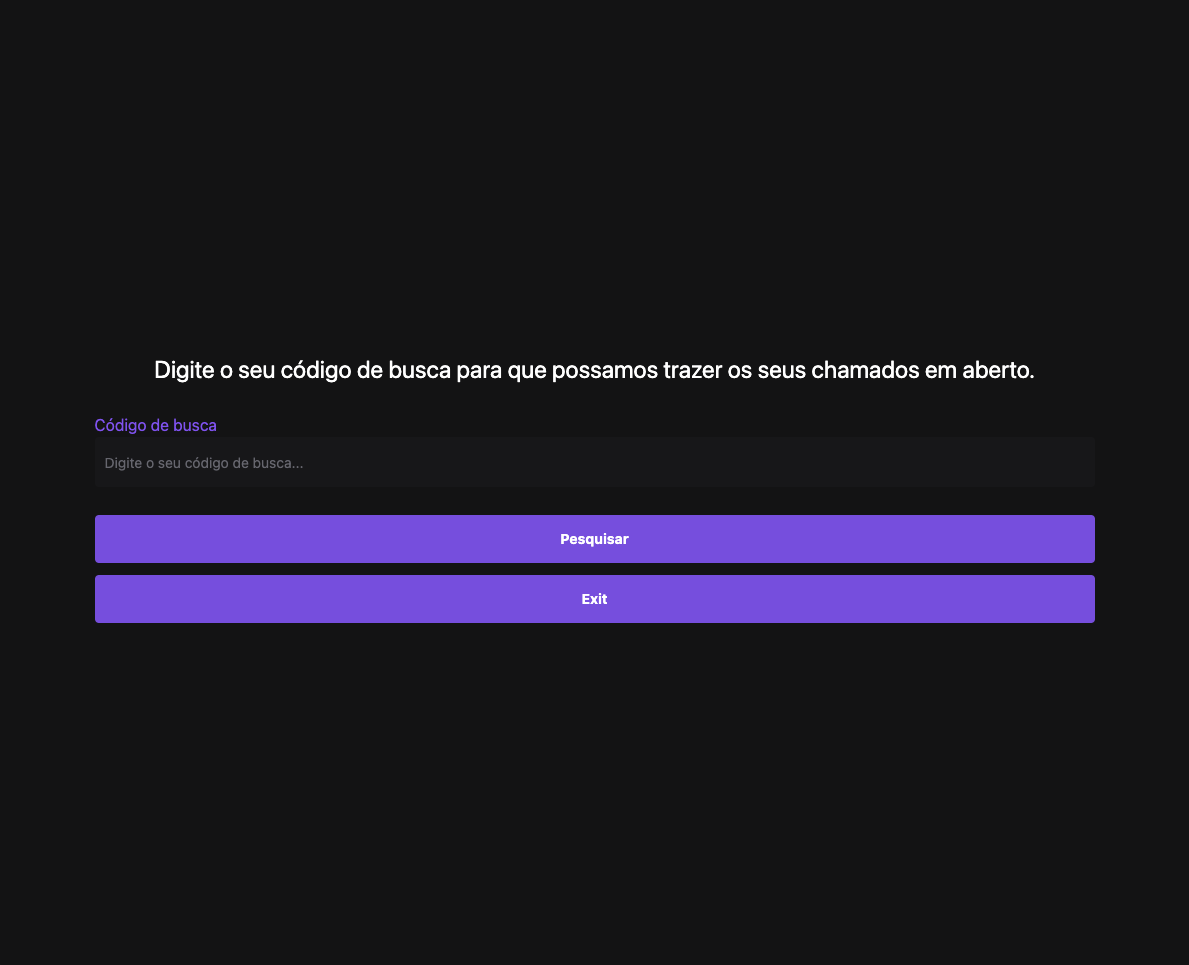 Digite o seu código de busca para que possamos trazer os seus chamados em aberto.
Código de busca
Digite o seu código de busca...
Pesquisar
Exit